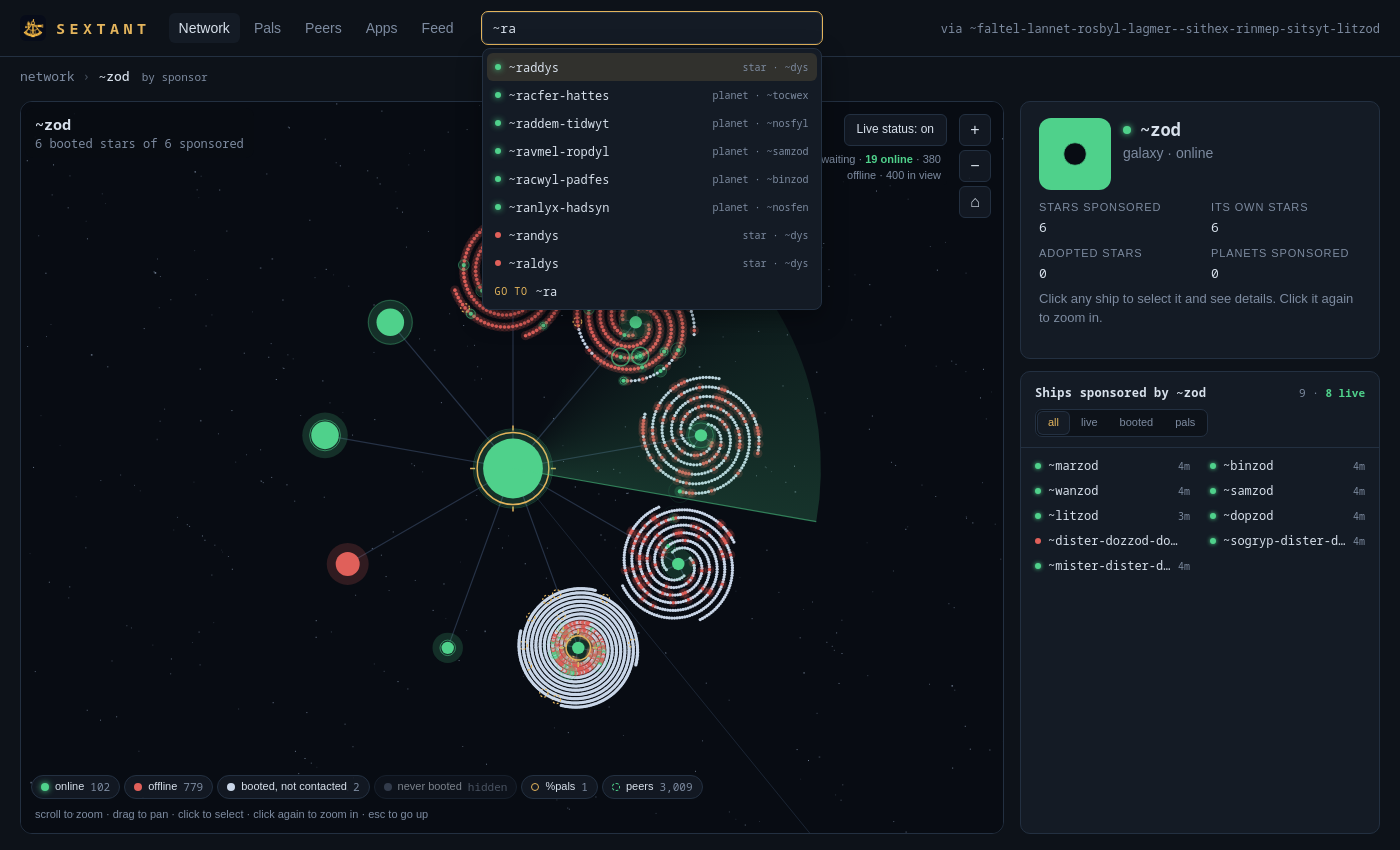 SEXTANT
Network
Pals
Peers
Apps
Feed
~ra
via ~faltel-lannet-rosbyl-lagmer--sithex-rinmep-sitsyt-litzod
network › ~zod by sponsor
~zod
6 booted stars of 6 sponsored
~raddys star · ~dys
~racfer-hattes planet · ~tocwex
~raddem-tidwyt planet · ~nosfyl
~ravmel-ropdyl planet · ~samzod
~racwyl-padfes planet · ~binzod
~ranlyx-hadsyn planet · ~nosfen
~randys star · ~dys
~raldys star · ~dys
GO TO ~ra
Live status: on
waiting · 19 online · 380
offline · 400 in view
+
−
⌂
online 102
offline 779
booted, not contacted 2
never booted hidden
%pals 1
peers 3,009
scroll to zoom · drag to pan · click to select · click again to zoom in · esc to go up
~zod
galaxy · online
STARS SPONSORED
6
ITS OWN STARS
6
ADOPTED STARS
0
PLANETS SPONSORED
0
Click any ship to select it and see details. Click it again
to zoom in.
Ships sponsored by ~zod 9 · 8 live
all live booted pals
~marzod 4m
~binzod 4m
~wanzod 4m
~samzod 4m
~litzod 3m
~dopzod 4m
~dister-dozzod-do…
~sogryp-dister-d… 4m
~mister-dister-d… 4m